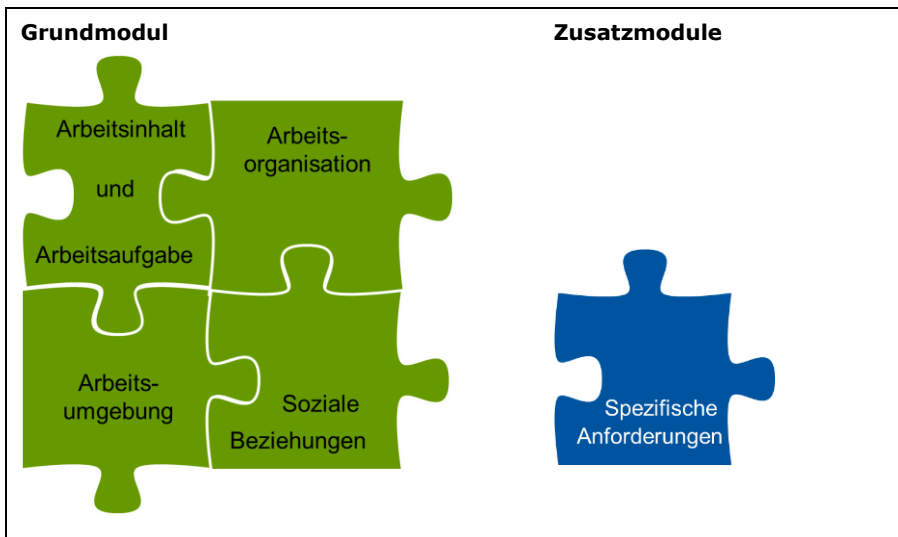 Grundmodul
Zusatzmodule
Arbeitsinhalt
und
Arbeitsaufgabe
Arbeits-
organisation
Arbeits-
umgebung
Soziale
Beziehungen
Spezifische
Anforderungen